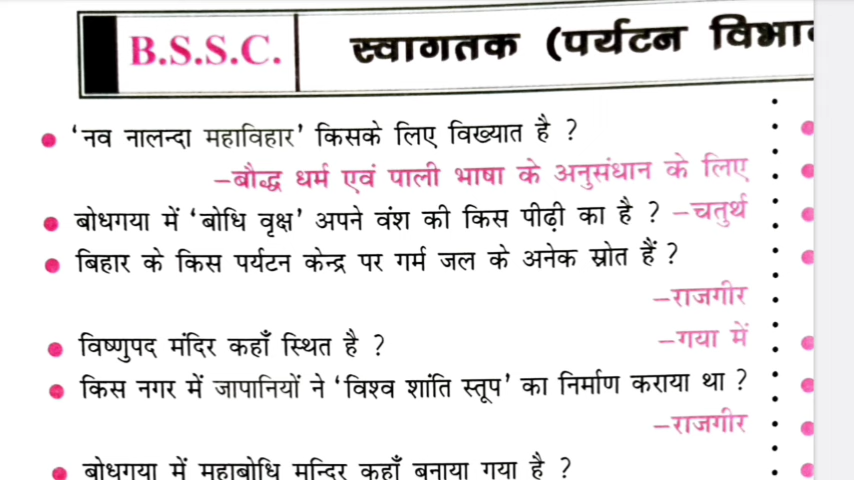 B.S.S.C.
स्वागतक (पर्यटन
'नव नालन्दा महाविहार' किसके लिए विख्यात है ?
–बौद्ध धर्म एवं पाली भाषा के अनुसंधान के लिए
बोधगया में 'बोधि वृक्ष' अपने वंश की किस पीढ़ी का है ? –चतुर्थ
बिहार के किस पर्यटन केन्द्र पर गर्म जल के अनेक स्रोत हैं ?
–राजगीर
विष्णुपद मंदिर कहाँ स्थित है ? –गया में
किस नगर में जापानियों ने 'विश्व शांति स्तूप' का निर्माण कराया था ?
–राजगीर
बोधगया में महाबोधि मन्दिर कहाँ बनाया गया है ?